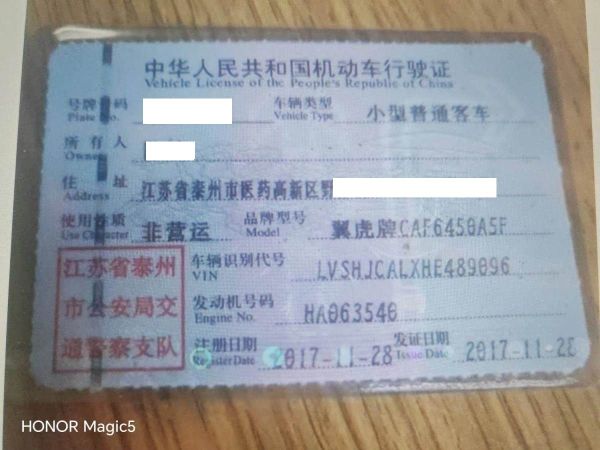 中华人民共和国机动车行驶证
Vehicle License of the People's Republic of China
号牌 码 车辆类型 小型普通客车
Plate No. Vehicle Type
所有人
Owner
住址 江苏省泰州市医药高新区野
Address
使用性质 非营运 品牌型号 翼虎牌CAF6450A5F
Use Character Model
江苏省泰州 车辆识别代号 LVSHJCALXHE489096
VIN
市公安局交 发动机号码 HA063540
Engine No.
通警察支队 注册日期 2017-11-28 发证日期 2017-11-28
Register Date Issue Date
HONOR Magic5